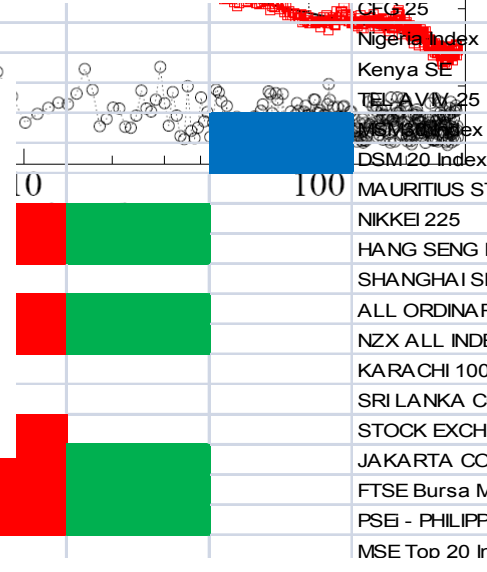 CFG 25
Nigeria Index
Kenya SE
TEL AVIV 25
MSM Index
DSM 20 Index
10
100
MAURITIUS ST
NIKKEI 225
HANG SENG
SHANGHAI SE
ALL ORDINAR
NZX ALL INDE
KARACHI 100
SRI LANKA C
STOCK EXCH
JAKARTA CO
FTSE Bursa M
PSEi - PHILIPP
MSE Top 20 In